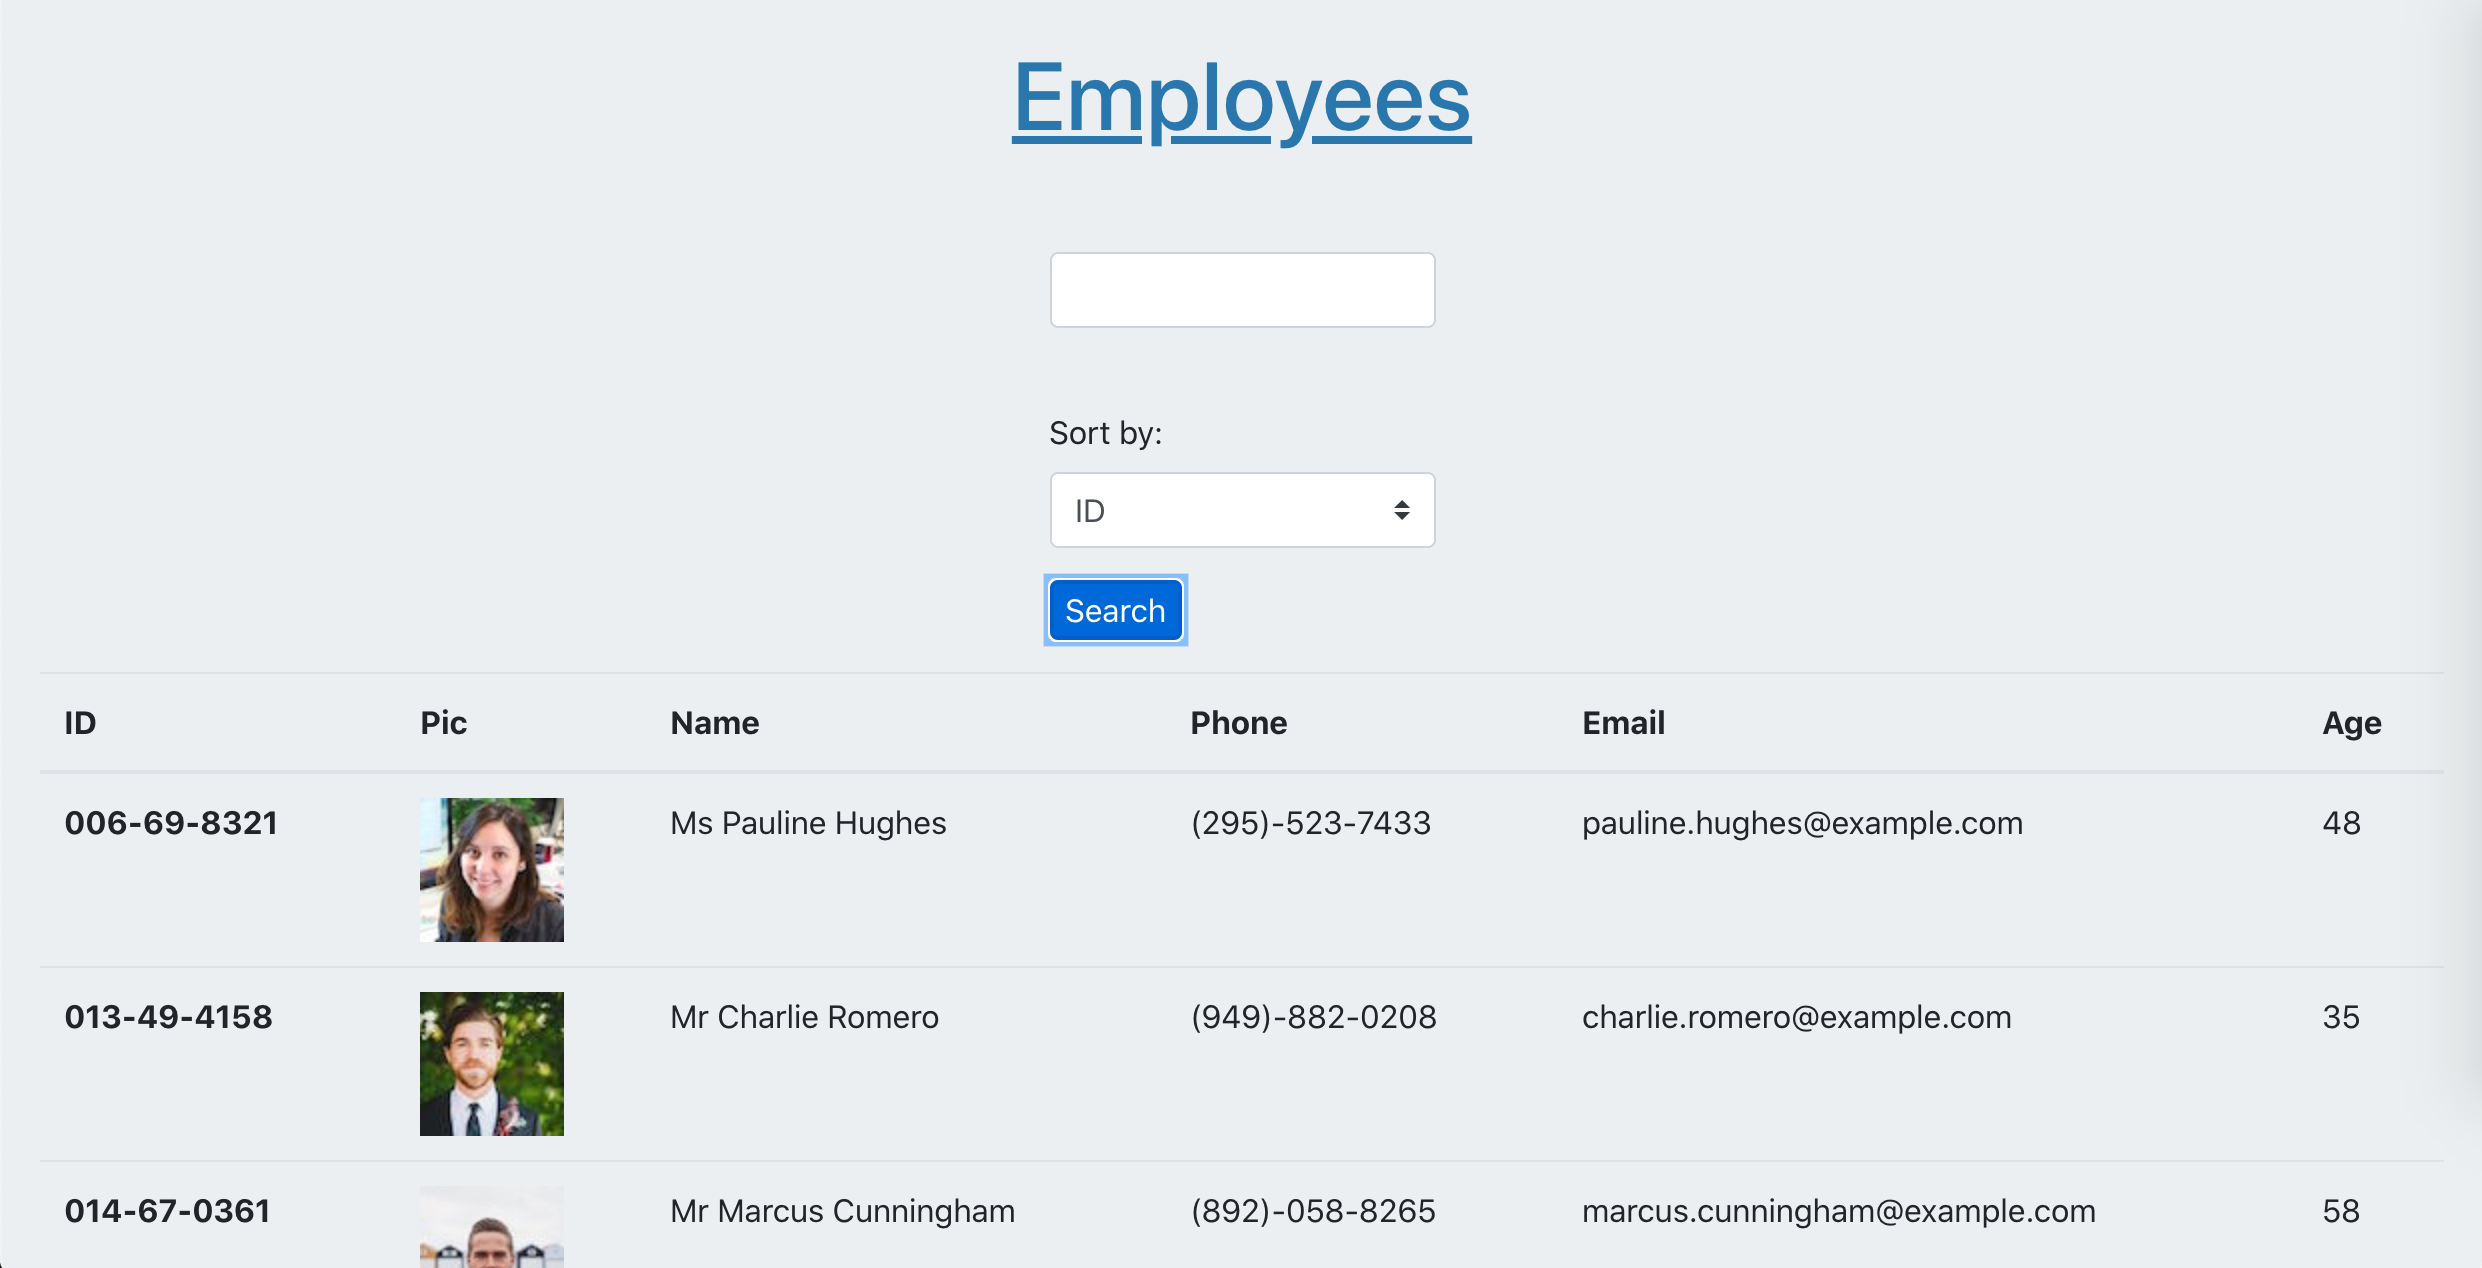 Employees
Sort by:
ID
Search
ID Pic Name Phone Email Age
006-69-8321 Ms Pauline Hughes (295)-523-7433 pauline.hughes@example.com 48
013-49-4158 Mr Charlie Romero (949)-882-0208 charlie.romero@example.com 35
014-67-0361 Mr Marcus Cunningham (892)-058-8265 marcus.cunningham@example.com 58